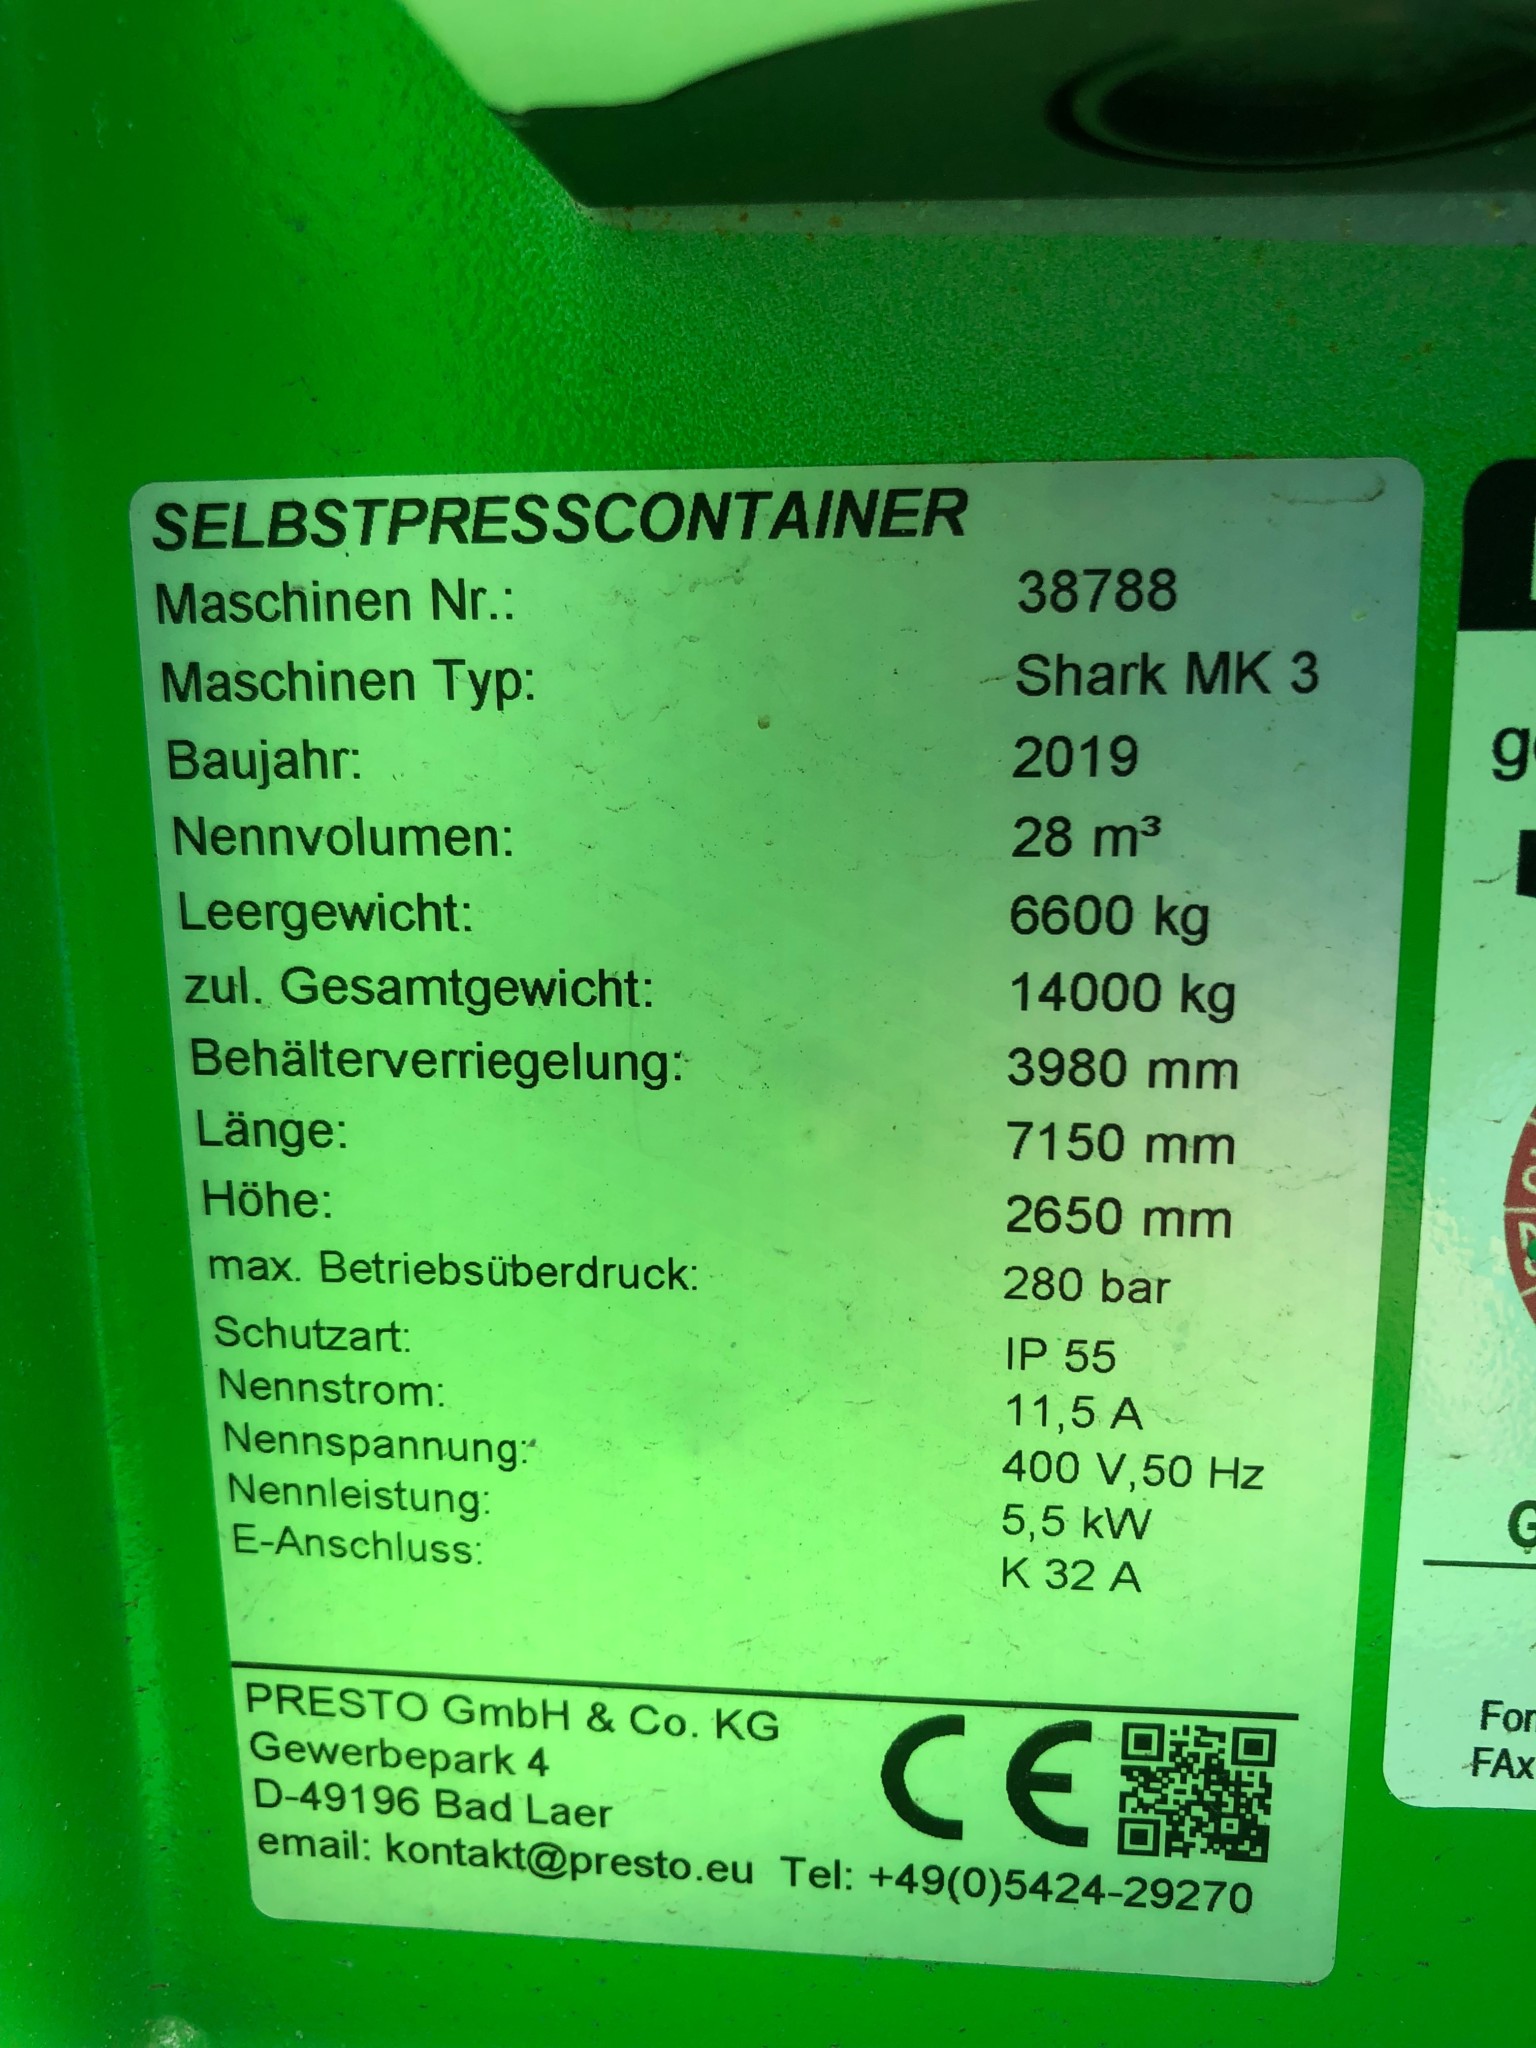 SELBSTPRESSCONTAINER
Maschinen Nr.: 38788
Maschinen Typ: Shark MK 3
Baujahr: 2019
Nennvolumen: 28 m³
Leergewicht: 6600 kg
zul. Gesamtgewicht: 14000 kg
Behälterverriegelung: 3980 mm
Länge: 7150 mm
Höhe: 2650 mm
max. Betriebsüberdruck: 280 bar
Schutzart: IP 55
Nennstrom: 11,5 A
Nennspannung: 400 V,50 Hz
Nennleistung: 5,5 kW
E-Anschluss: K 32 A
PRESTO GmbH & Co. KG
Gewerbepark 4
D-49196 Bad Laer
email: kontakt@presto.eu Tel: +49(0)5424-29270
CE